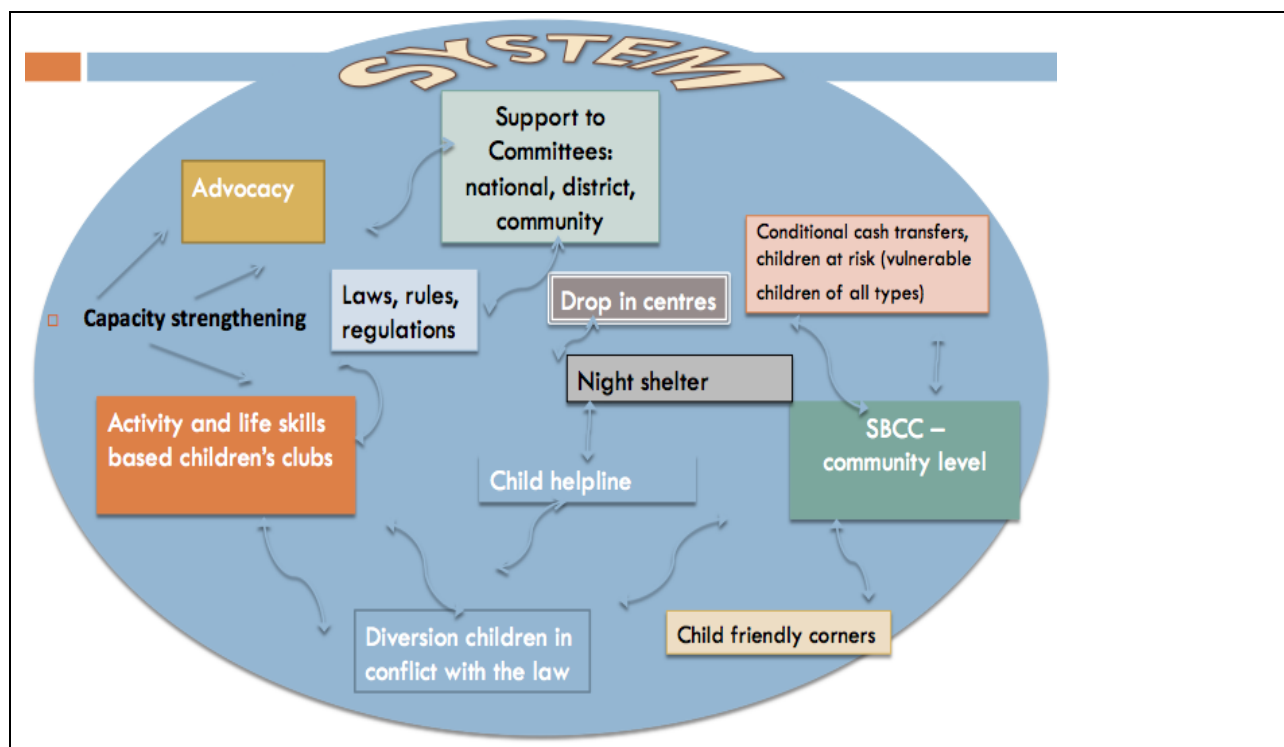 SYSTEM
Support to
Committees:
national, district,
community
Advocacy
Conditional cash transfers,
children at risk (vulnerable
children of all types)
Laws, rules,
regulations
Drop in centres
Capacity strengthening
Night shelter
Activity and life skills
based children's clubs
SBCC –
community level
Child helpline
Diversion children in
conflict with the law
Child friendly corners